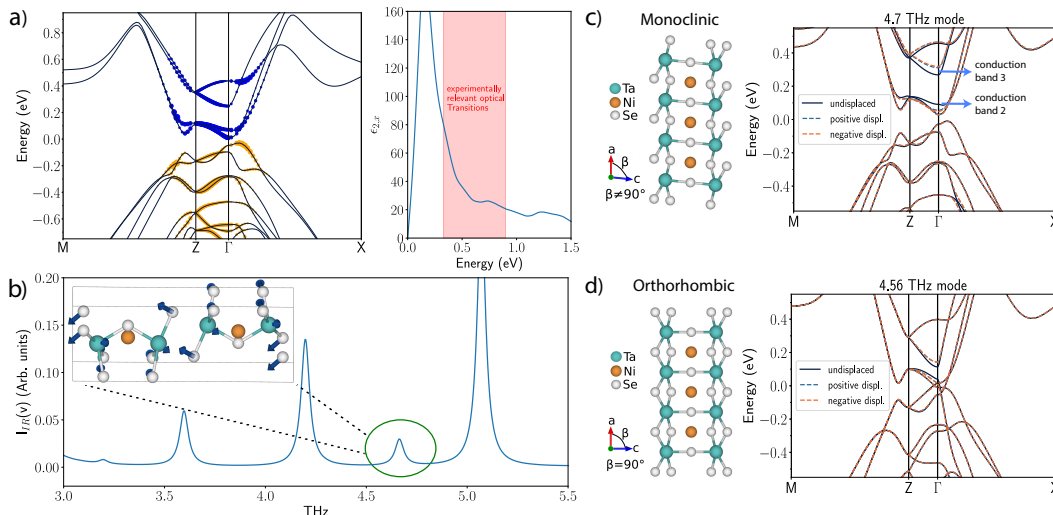 a)
0.8
0.6
0.4
0.2
0.0
−0.2
−0.4
−0.6
Energy (eV)
M
Z
Γ
X
160
140
120
100
80
60
40
20
0
ϵ2,x
experimentally
relevant optical
Transitions
0.0
0.5
1.0
1.5
Energy (eV)
b)
0.20
0.15
0.10
0.05
0.00
I_IR(ν) (Arb. units)
3.0
3.5
4.0
4.5
5.0
5.5
THz
c)
Monoclinic
Ta
Ni
Se
a
β
c
β≠90°
4.7 THz mode
0.4
0.2
0.0
−0.2
−0.4
Energy (eV)
undisplaced
positive displ.
negative displ.
conduction
band 3
conduction
band 2
M
Z
Γ
X
d)
Orthorhombic
Ta
Ni
Se
a
β
c
β=90°
4.56 THz mode
0.4
0.2
0.0
−0.2
−0.4
Energy (eV)
undisplaced
positive displ.
negative displ.
M
Z
Γ
X